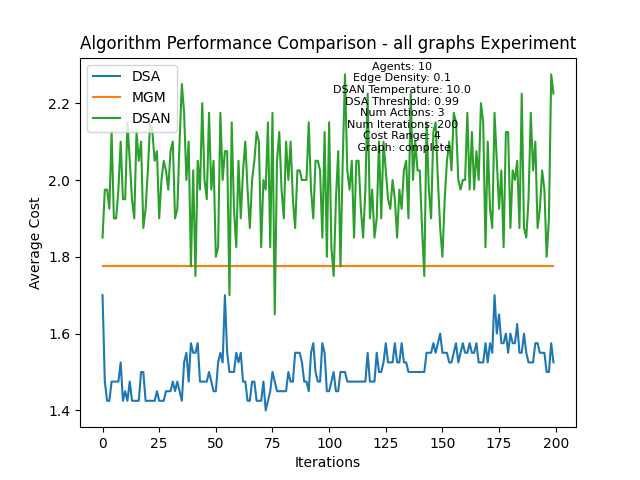 Algorithm Performance Comparison - all graphs Experiment
DSA
MGM
DSAN
Agents: 10
Edge Density: 0.1
DSAN Temperature: 10.0
DSA Threshold: 0.99
Num Actions: 3
Num Iterations: 200
Cost Range: 4
Graph: complete
Average Cost
2.2
2.0
1.8
1.6
1.4
0
25
50
75
100
125
150
175
200
Iterations